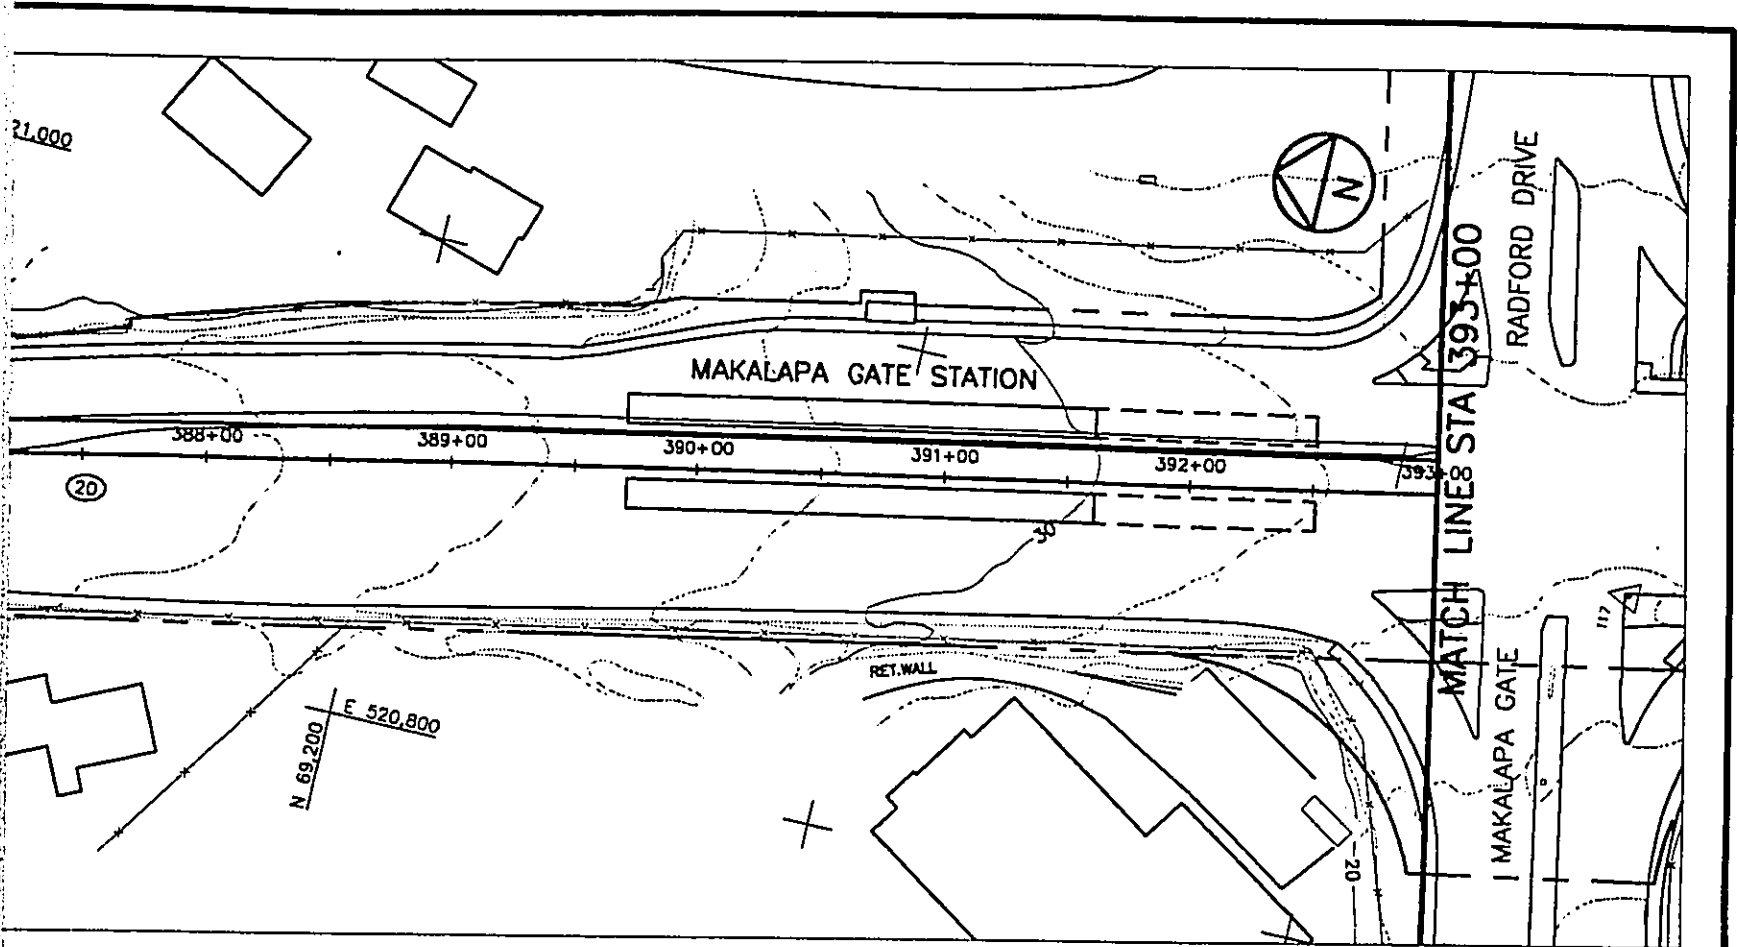 21,000
N
RADFORD DRIVE
MATCH LINE STA 393+00
MAKALAPA GATE STATION
388+00
389+00
390+00
391+00
392+00
393+00
20
30
117
RET.WALL
MAKALAPA GATE
E 520,800
N 69,200
20